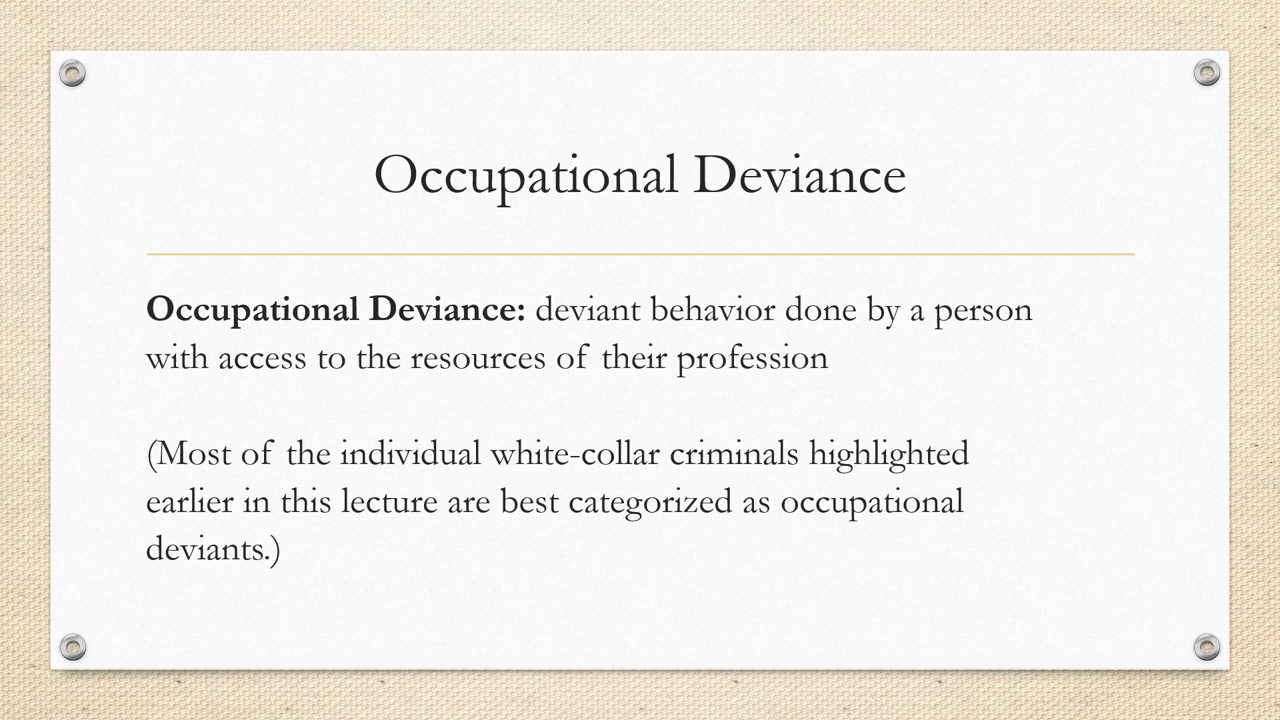 Occupational Deviance
Occupational Deviance: deviant behavior done by a person
with access to the resources of their profession
(Most of the individual white-collar criminals highlighted
earlier in this lecture are best categorized as occupational
deviants.)